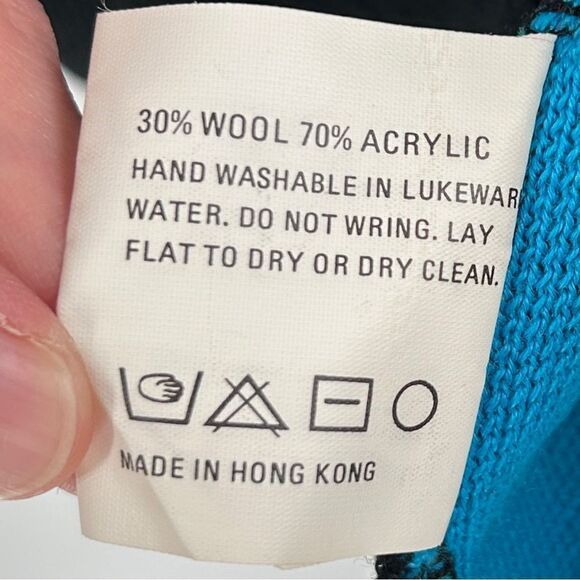 30% WOOL 70% ACRYLIC
HAND WASHABLE IN LUKEWAR
WATER. DO NOT WRING. LAY
FLAT TO DRY OR DRY CLEAN.
MADE IN HONG KONG